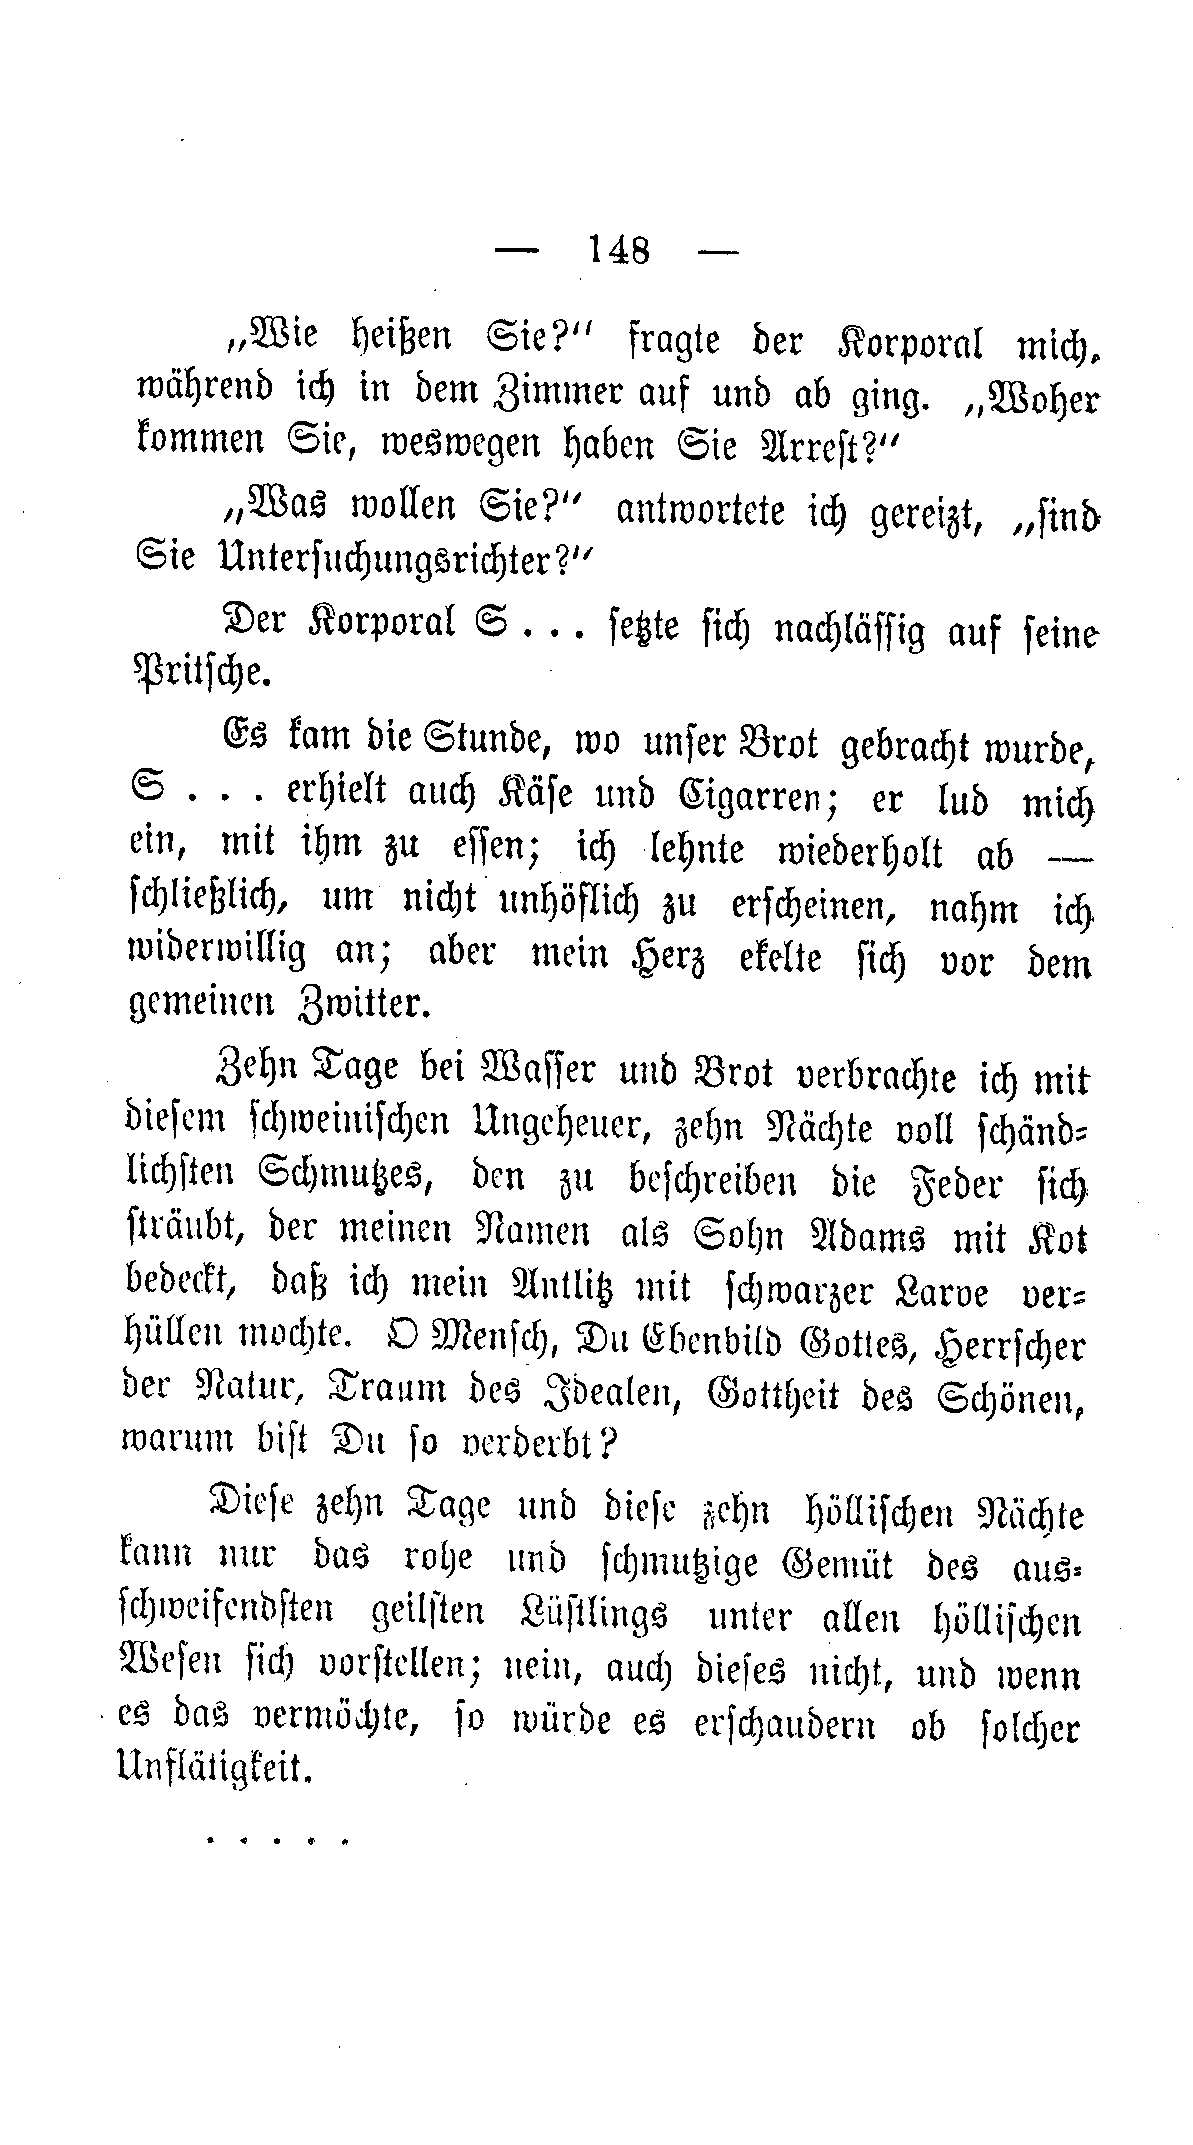 — 148 —
„Wie heißen Sie?“ fragte der Korporal mich,
während ich in dem Zimmer auf und ab ging. „Woher
kommen Sie, weswegen haben Sie Arrest?“
„Was wollen Sie?“ antwortete ich gereizt, „sind
Sie Untersuchungsrichter?“
Der Korporal S . . . setzte sich nachlässig auf seine
Pritsche.
Es kam die Stunde, wo unser Brot gebracht wurde,
S . . . erhielt auch Käse und Cigarren; er lud mich
ein, mit ihm zu essen; ich lehnte wiederholt ab —
schließlich, um nicht unhöflich zu erscheinen, nahm ich
widerwillig an; aber mein Herz ekelte sich vor dem
gemeinen Zwitter.
Zehn Tage bei Wasser und Brot verbrachte ich mit
diesem schweinischen Ungeheuer, zehn Nächte voll schänd-
lichsten Schmutzes, den zu beschreiben die Feder sich
sträubt, der meinen Namen als Sohn Adams mit Kot
bedeckt, daß ich mein Antlitz mit schwarzer Larve ver-
hüllen mochte. O Mensch, Du Ebenbild Gottes, Herrscher
der Natur, Traum des Idealen, Gottheit des Schönen,
warum bist Du so verderbt?
Diese zehn Tage und diese zehn höllischen Nächte
kann nur das rohe und schmutzige Gemüt des aus-
schweifendsten geilsten Lüstlings unter allen höllischen
Wesen sich vorstellen; nein, auch dieses nicht, und wenn
es das vermöchte, so würde es erschaudern ob solcher
Unflätigkeit.
. . . . .